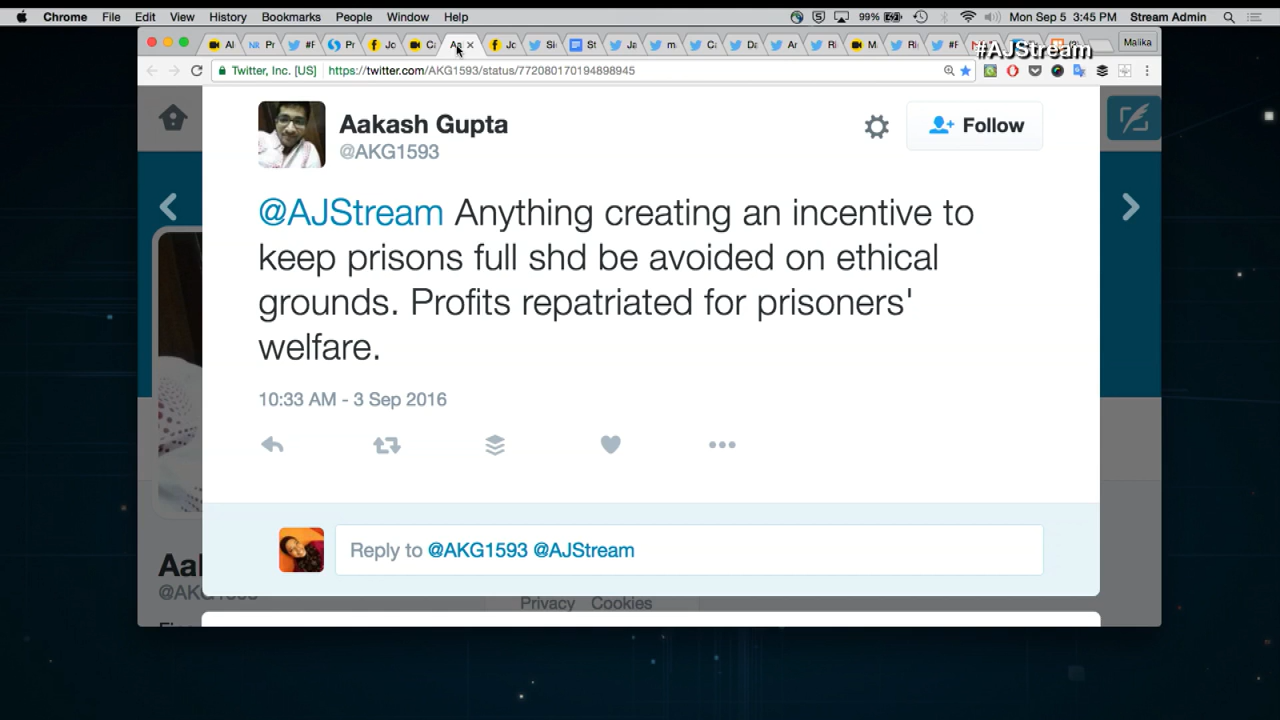 Chrome File Edit View History Bookmarks People Window Help 99% Mon Sep 5 3:45 PM Stream Admin
#AJStream
Malika
Twitter, Inc. [US] https://twitter.com/AKG1593/status/772080170194898945
Aakash Gupta
@AKG1593
Follow
@AJStream Anything creating an incentive to
keep prisons full shd be avoided on ethical
grounds. Profits repatriated for prisoners'
welfare.
10:33 AM - 3 Sep 2016
Reply to @AKG1593 @AJStream
Privacy Cookies